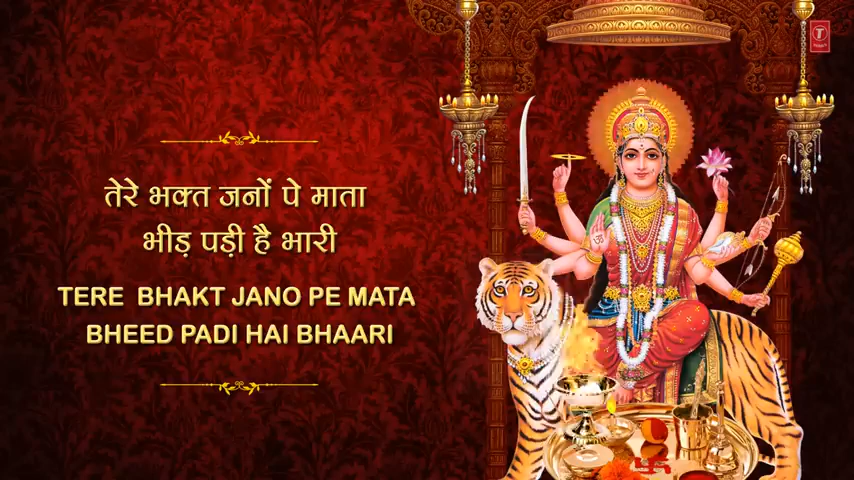 तेरे भक्त जनों पे माता
भीड़ पड़ी है भारी
TERE BHAKT JANO PE MATA
BHEED PADI HAI BHAARI